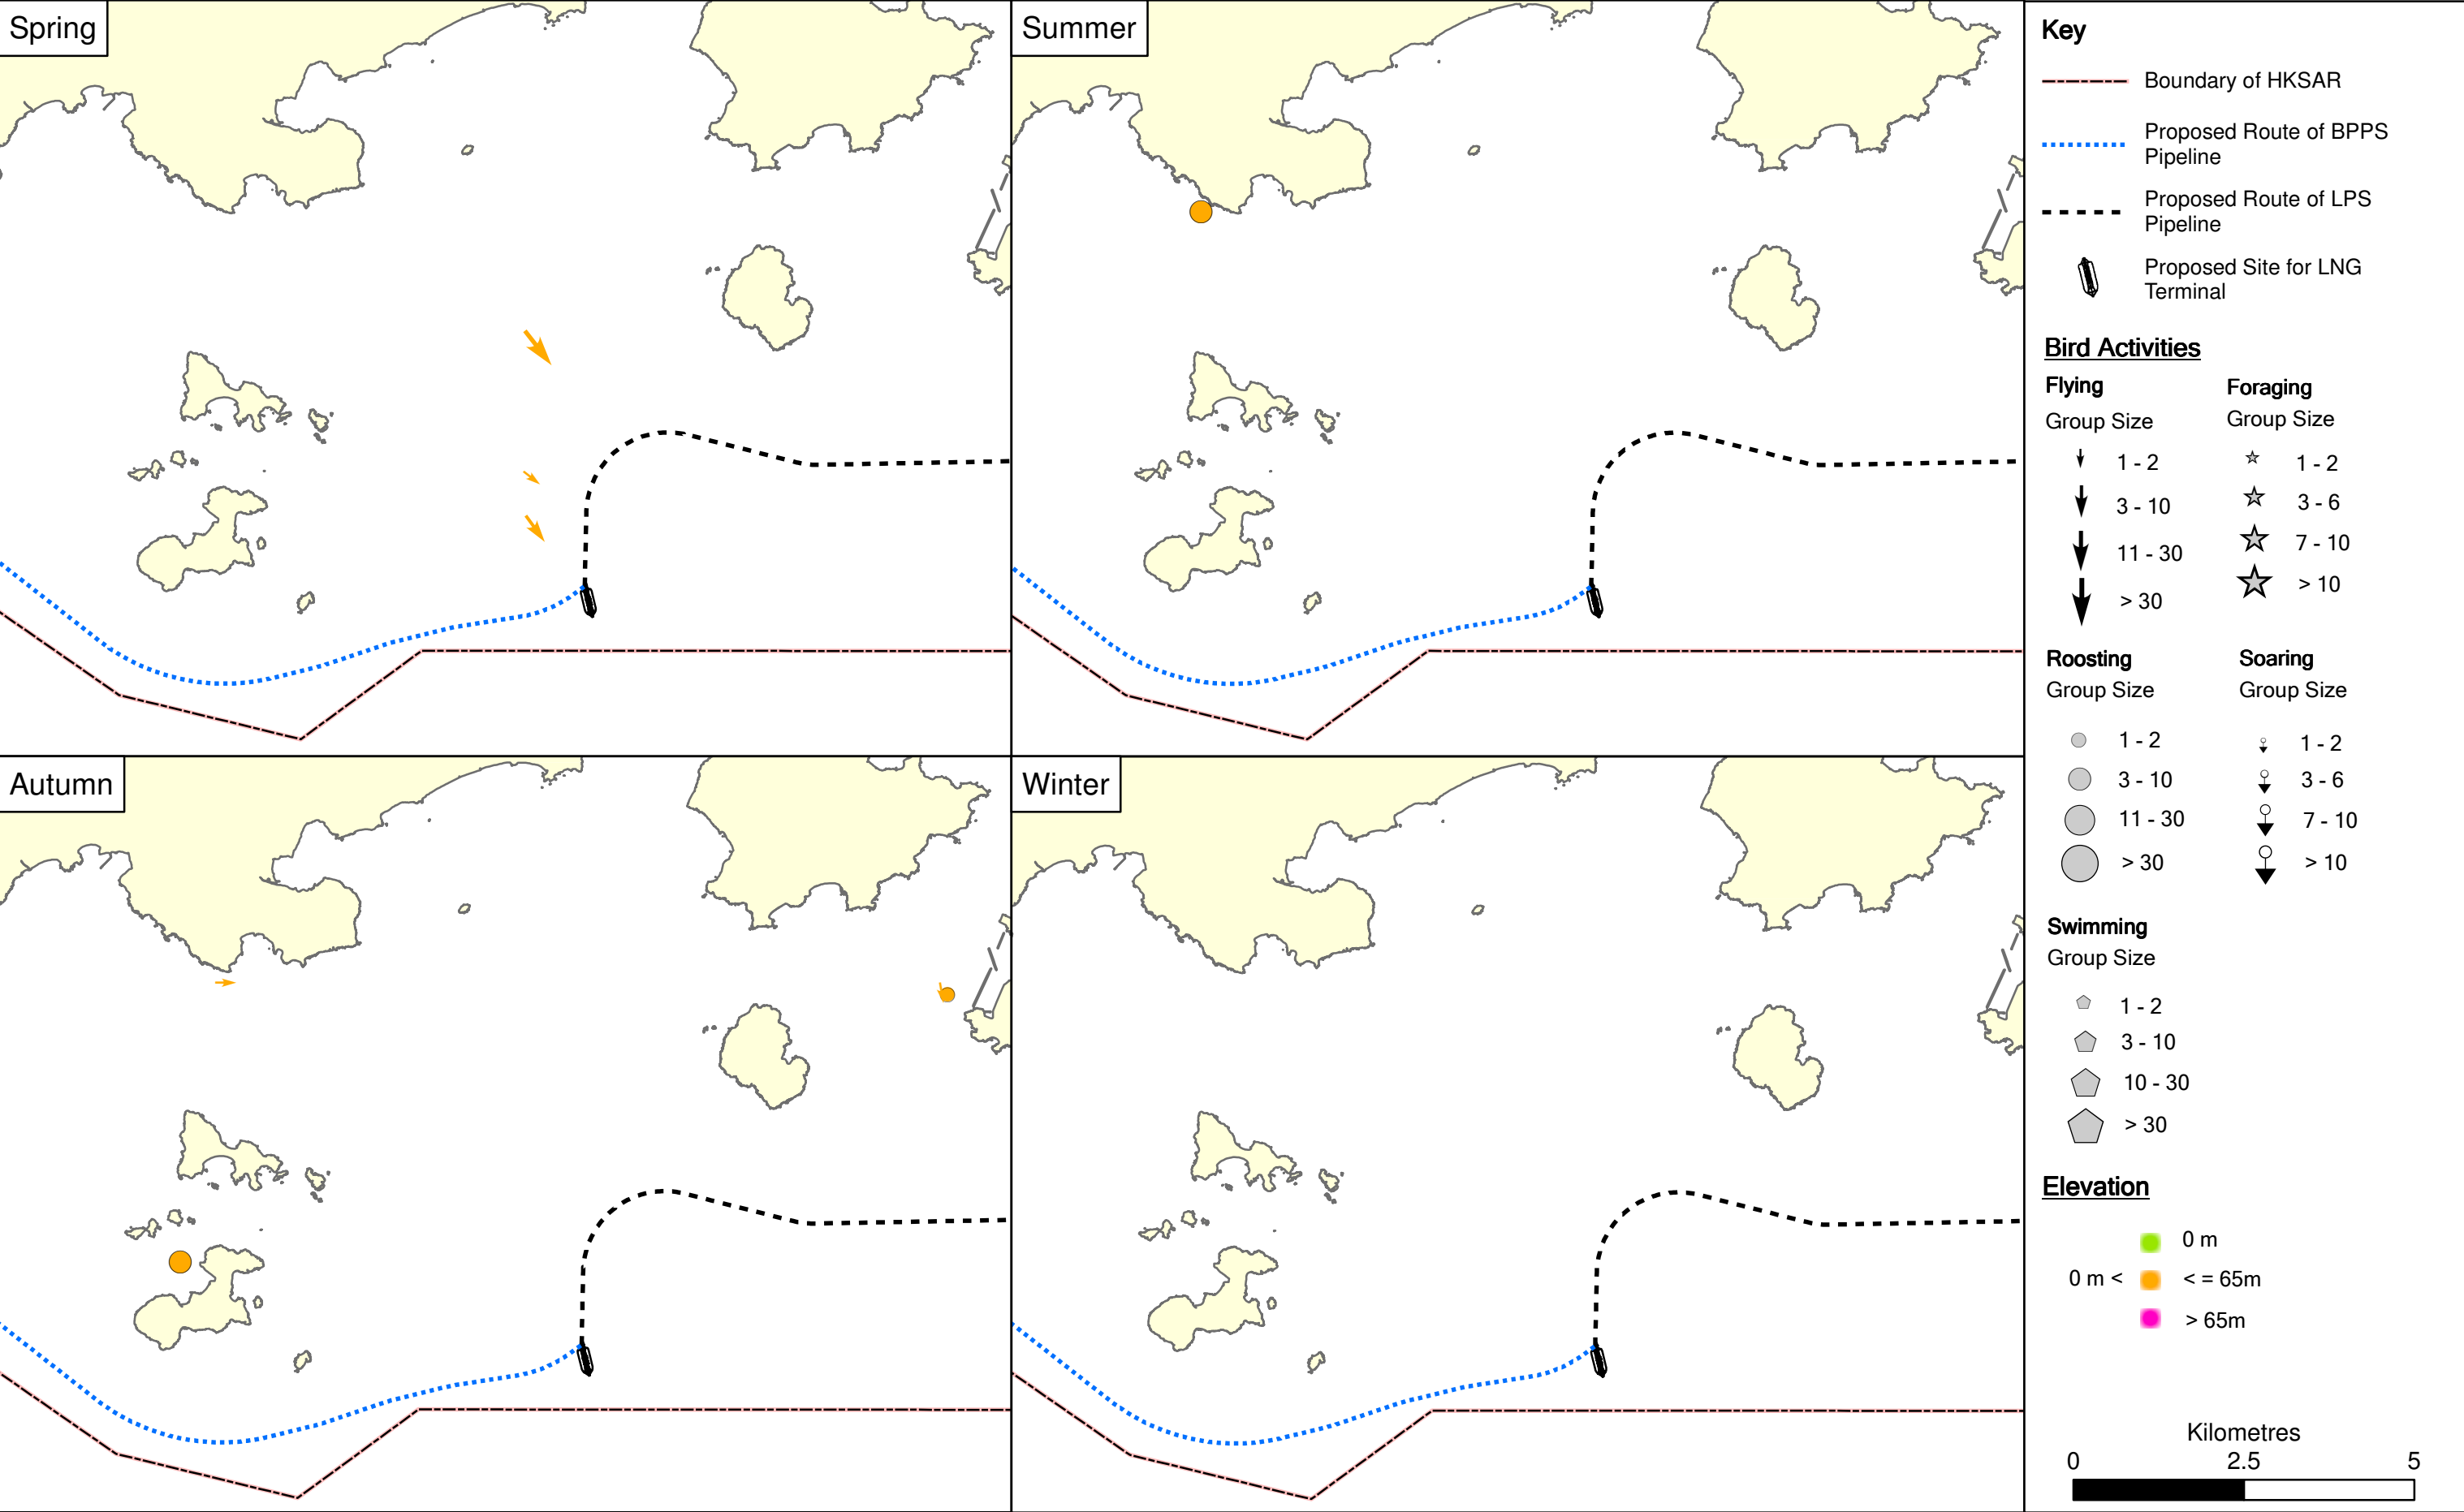 Spring
Summer
Autumn
Winter
Key
Boundary of HKSAR
Proposed Route of BPPS
Pipeline
Proposed Route of LPS
Pipeline
Proposed Site for LNG
Terminal
Bird Activities
Flying
Group Size
1 - 2
3 - 10
11 - 30
> 30
Foraging
Group Size
1 - 2
3 - 6
7 - 10
> 10
Roosting
Group Size
1 - 2
3 - 10
11 - 30
> 30
Soaring
Group Size
1 - 2
3 - 6
7 - 10
> 10
Swimming
Group Size
1 - 2
3 - 10
10 - 30
> 30
Elevation
0 m
0 m < < = 65m
> 65m
Kilometres
0 2.5 5